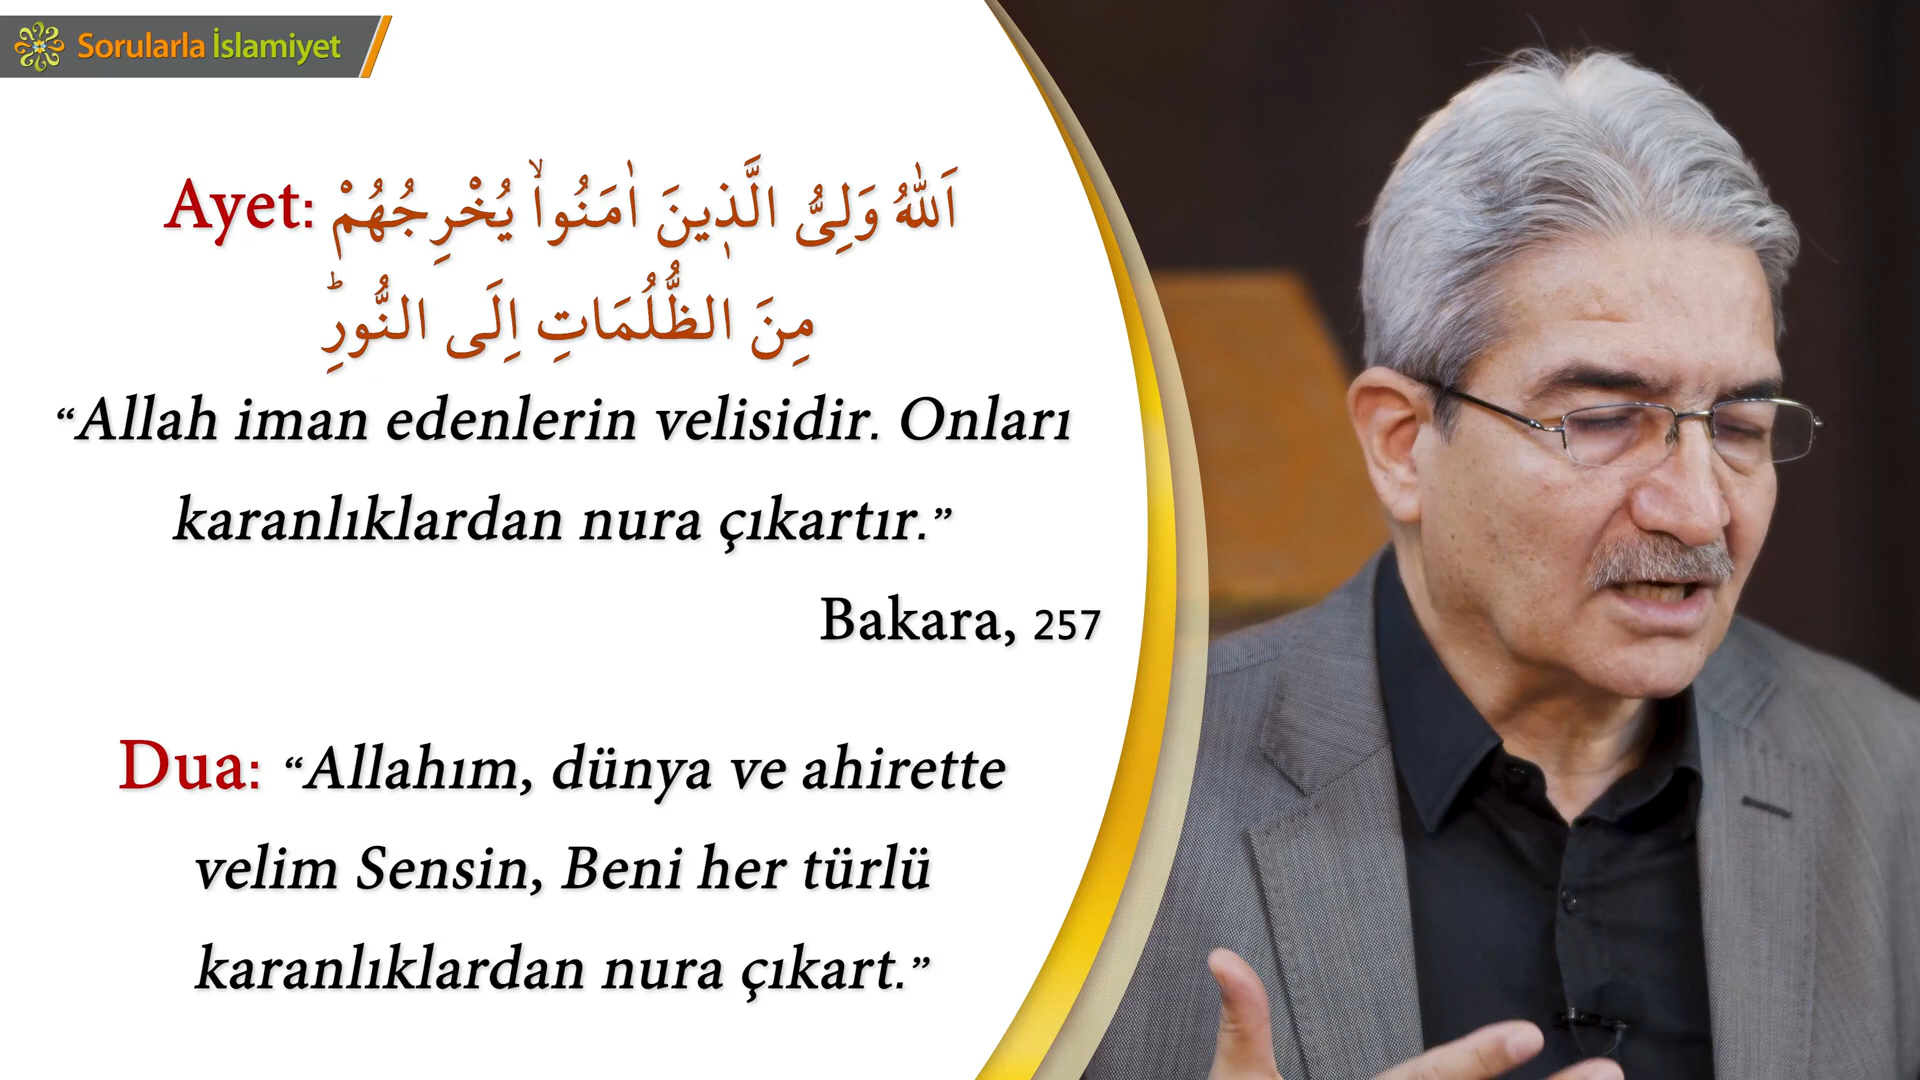 Sorularla İslamiyet
Ayet: اَللّٰهُ وَلِىُّ الَّذ۪ينَ اٰمَنُواۙ يُخْرِجُهُمْ
مِنَ الظُّلُمَاتِ اِلَى النُّورِۜ
“Allah iman edenlerin velisidir. Onları
karanlıklardan nura çıkartır.”
Bakara, 257
Dua: “Allahım, dünya ve ahirette
velim Sensin, Beni her türlü
karanlıklardan nura çıkart.”